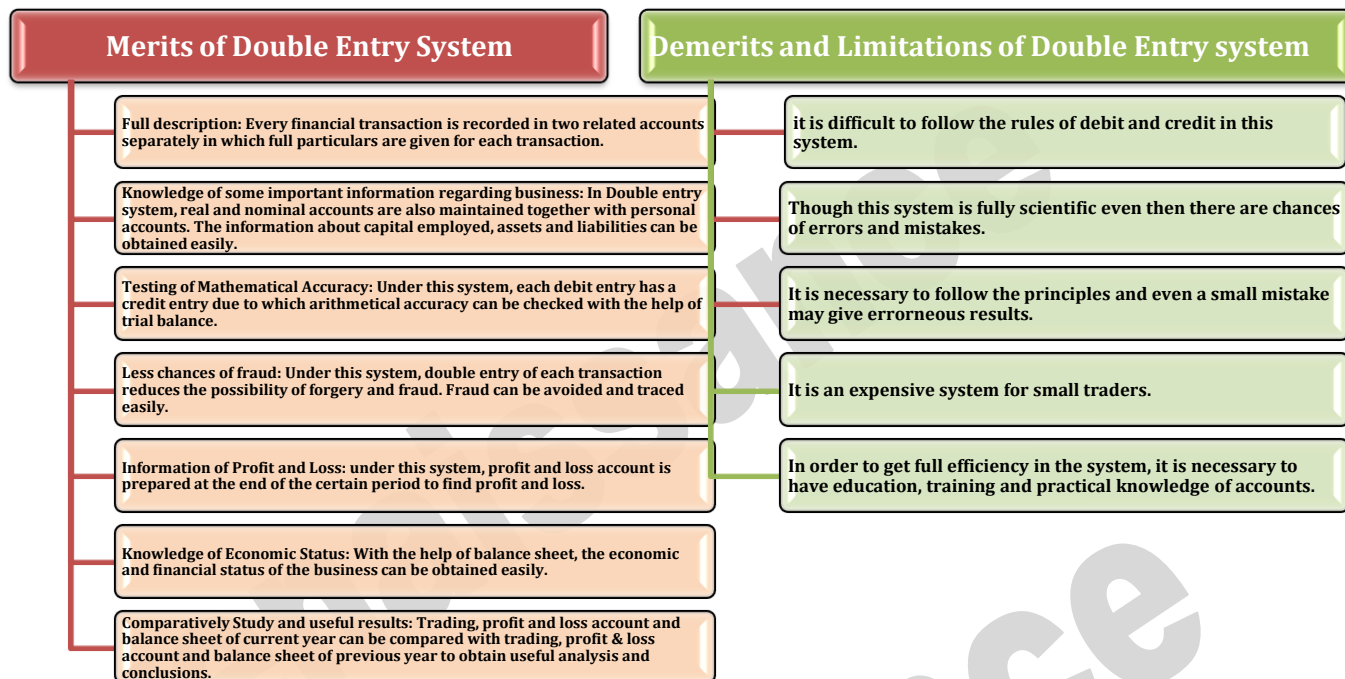 Merits of Double Entry System
Full description: Every financial transaction is recorded in two related accounts
separately in which full particulars are given for each transaction.
Knowledge of some important information regarding business: In Double entry
system, real and nominal accounts are also maintained together with personal
accounts. The information about capital employed, assets and liabilities can be
obtained easily.
Testing of Mathematical Accuracy: Under this system, each debit entry has a
credit entry due to which arithmetical accuracy can be checked with the help of
trial balance.
Less chances of fraud: Under this system, double entry of each transaction
reduces the possibility of forgery and fraud. Fraud can be avoided and traced
easily.
Information of Profit and Loss: under this system, profit and loss account is
prepared at the end of the certain period to find profit and loss.
Knowledge of Economic Status: With the help of balance sheet, the economic
and financial status of the business can be obtained easily.
Comparatively Study and useful results: Trading, profit and loss account and
balance sheet of current year can be compared with trading, profit & loss
account and balance sheet of previous year to obtain useful analysis and
conclusions.
Demerits and Limitations of Double Entry system
it is difficult to follow the rules of debit and credit in this
system.
Though this system is fully scientific even then there are chances
of errors and mistakes.
It is necessary to follow the principles and even a small mistake
may give errorneous results.
It is an expensive system for small traders.
In order to get full efficiency in the system, it is necessary to
have education, training and practical knowledge of accounts.